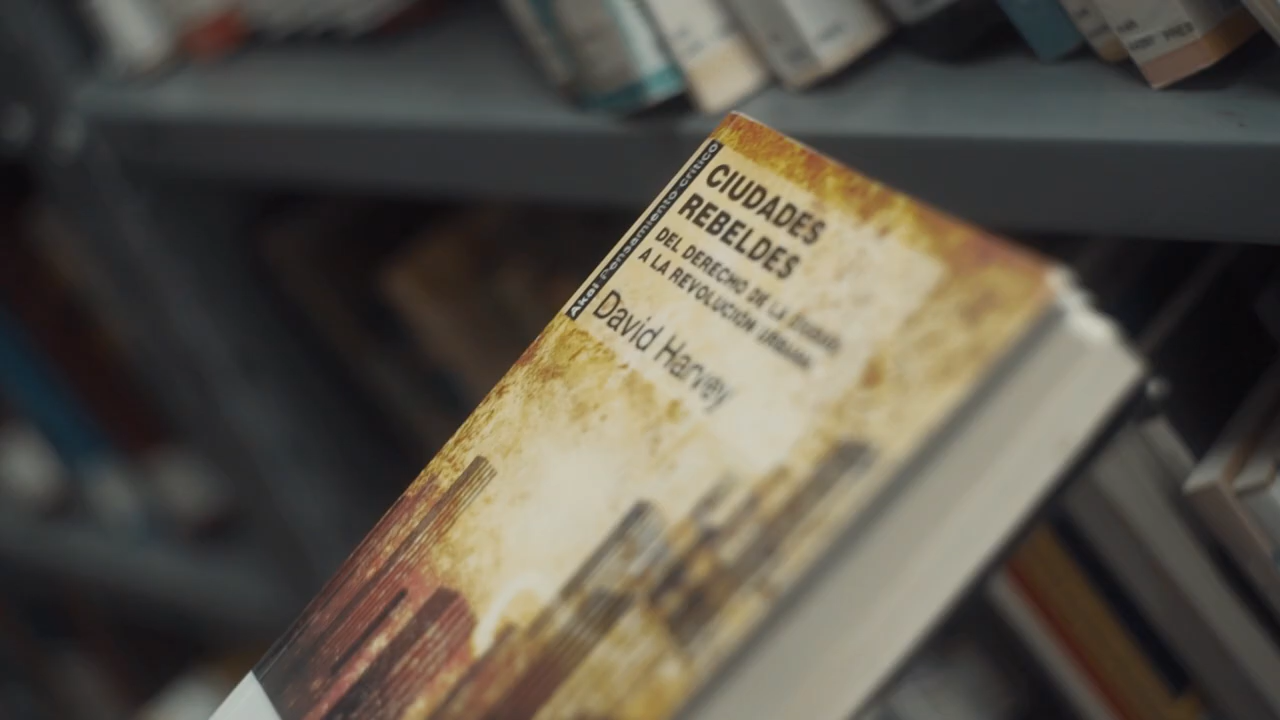 Akal Pensamiento crítico
CIUDADES
REBELDES
DEL DERECHO DE LA CIUDAD
A LA REVOLUCIÓN URBANA
David Harvey